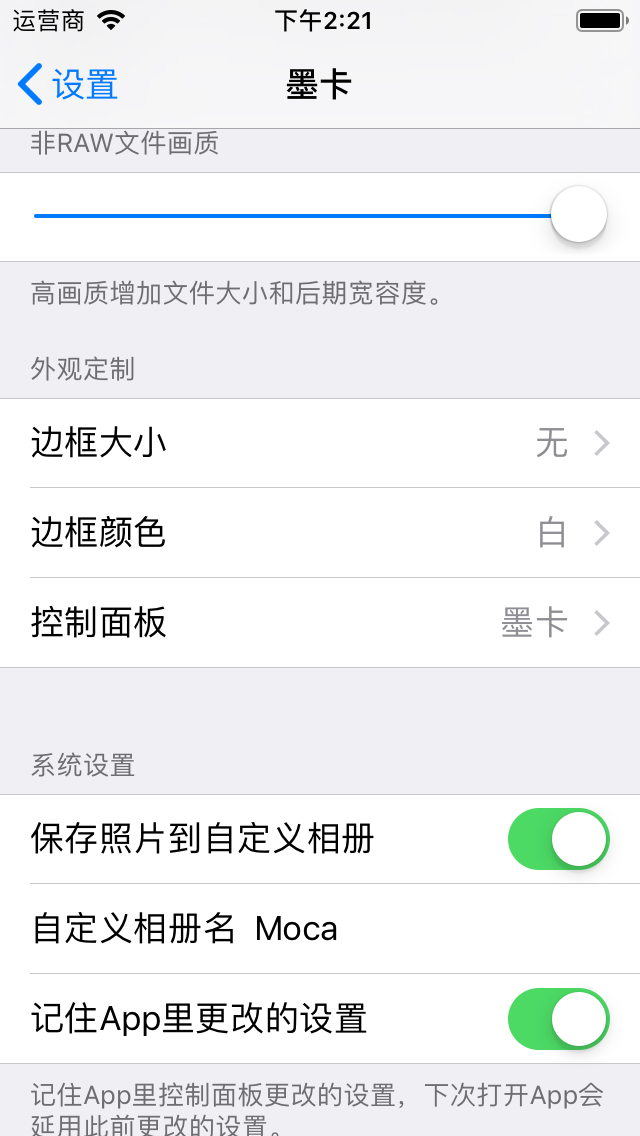 运营商 下午2:21
设置 墨卡
非RAW文件画质
高画质增加文件大小和后期宽容度。
外观定制
边框大小 无
边框颜色 白
控制面板 墨卡
系统设置
保存照片到自定义相册
自定义相册名 Moca
记住App里更改的设置
记住App里控制面板更改的设置，下次打开App会
延用此前更改的设置。